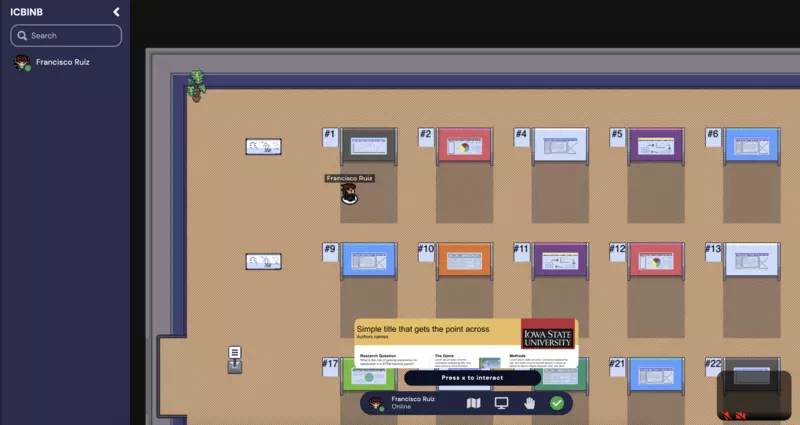 ICBINB
Search
Francisco Ruiz
#1
#2
#4
#5
#6
Francisco Ruiz
#9
#10
#11
#12
#13
Simple title that gets the point across
Authors names
IOWA STATE
UNIVERSITY
Research Question
The Game
Methods
#17
#21
#22
Press x to interact
Francisco Ruiz
Online